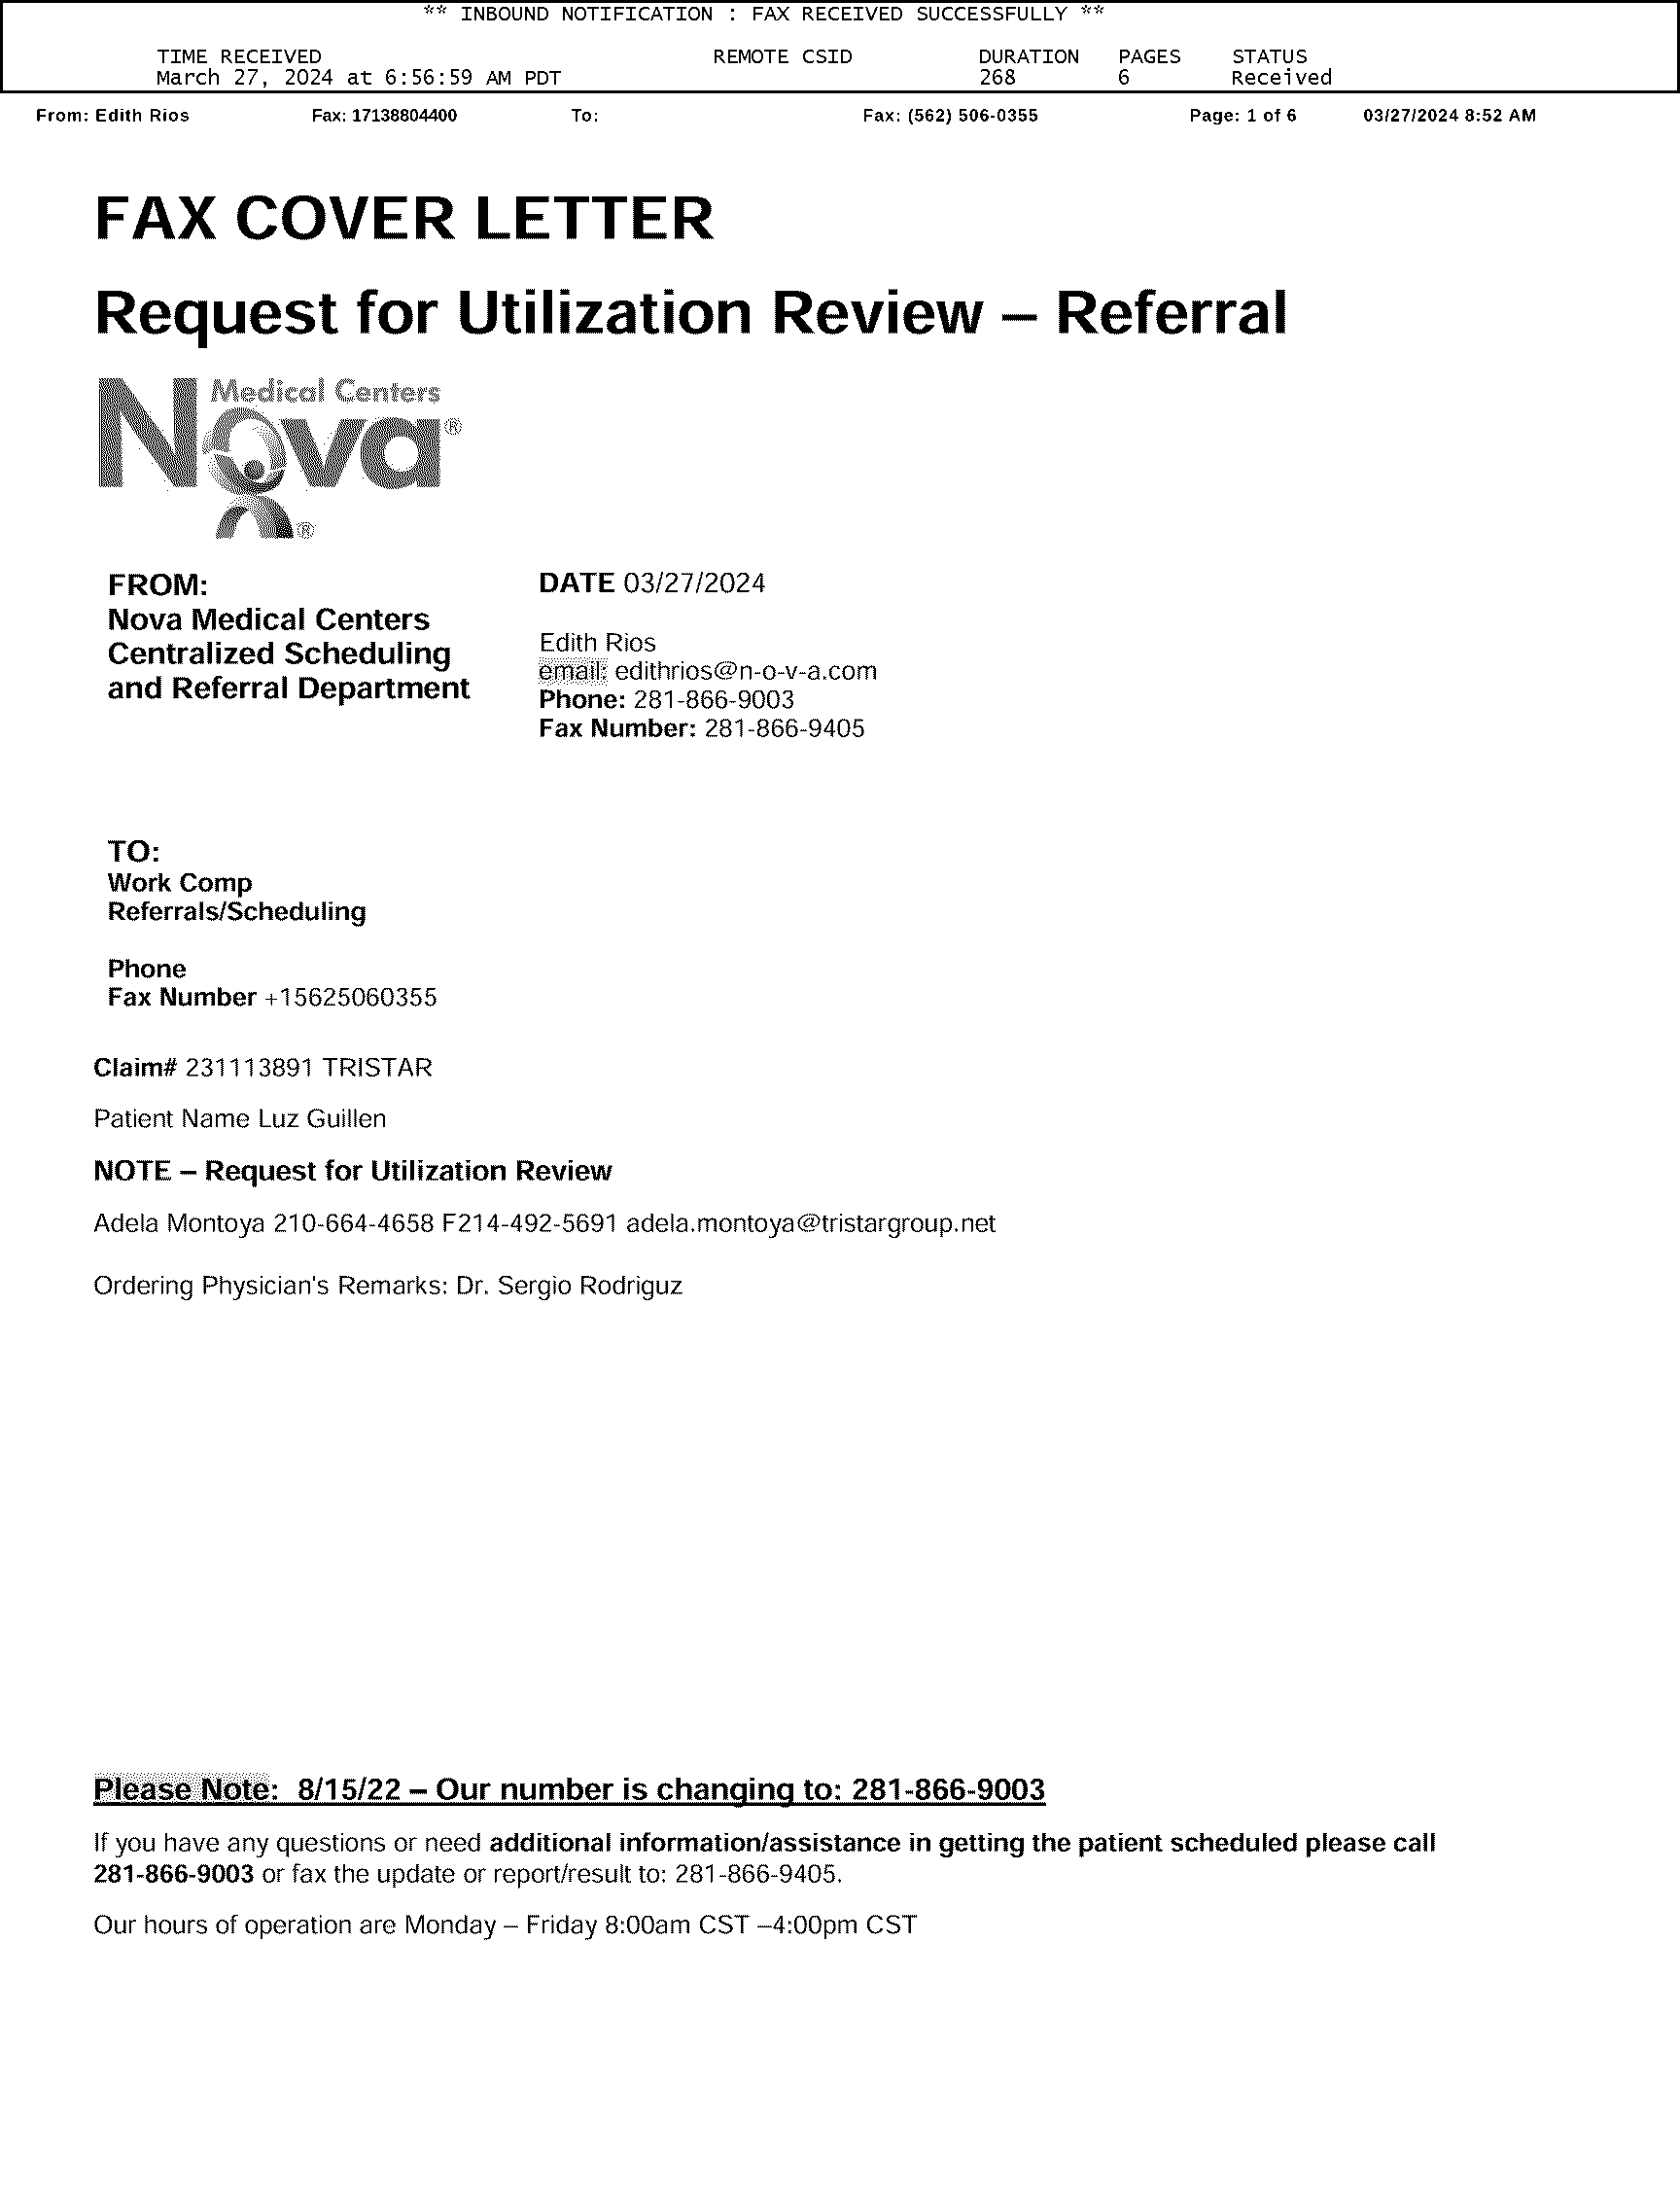 ** INBOUND NOTIFICATION : FAX RECEIVED SUCCESSFULLY **
TIME RECEIVED REMOTE CSID DURATION PAGES STATUS
March 27, 2024 at 6:56:59 AM PDT 268 6 Received
From: Edith Rios Fax: 17138804400 To: Fax: (562) 506-0355 Page: 1 of 6 03/27/2024 8:52 AM
FAX COVER LETTER
Request for Utilization Review – Referral
Medical Centers
Nova®
®
FROM:
Nova Medical Centers
Centralized Scheduling
and Referral Department
DATE 03/27/2024
Edith Rios
email: edithrios@n-o-v-a.com
Phone: 281-866-9003
Fax Number: 281-866-9405
TO:
Work Comp
Referrals/Scheduling
Phone
Fax Number +15625060355
Claim# 231113891 TRISTAR
Patient Name Luz Guillen
NOTE – Request for Utilization Review
Adela Montoya 210-664-4658 F214-492-5691 adela.montoya@tristargroup.net
Ordering Physician's Remarks: Dr. Sergio Rodriguz
Please Note: 8/15/22 – Our number is changing to: 281-866-9003
If you have any questions or need additional information/assistance in getting the patient scheduled please call
281-866-9003 or fax the update or report/result to: 281-866-9405.
Our hours of operation are Monday – Friday 8:00am CST –4:00pm CST